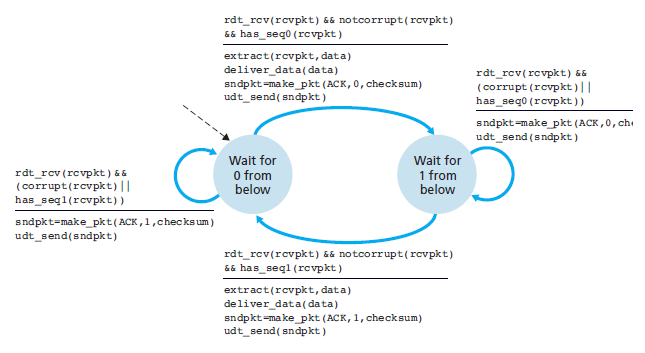 rdt_rcv(rcvpkt) && notcorrupt(rcvpkt)
&& has_seq0(rcvpkt)
extract(rcvpkt,data)
deliver_data(data)
sndpkt=make_pkt(ACK,0,checksum)
udt_send(sndpkt)
rdt_rcv(rcvpkt) &&
(corrupt(rcvpkt)||
has_seq0(rcvpkt))
sndpkt=make_pkt(ACK,0,che
udt_send(sndpkt)
Wait for
0 from
below
Wait for
1 from
below
rdt_rcv(rcvpkt) &&
(corrupt(rcvpkt)||
has_seq1(rcvpkt))
sndpkt=make_pkt(ACK,1,checksum)
udt_send(sndpkt)
rdt_rcv(rcvpkt) && notcorrupt(rcvpkt)
&& has_seq1(rcvpkt)
extract(rcvpkt,data)
deliver_data(data)
sndpkt=make_pkt(ACK,1,checksum)
udt_send(sndpkt)